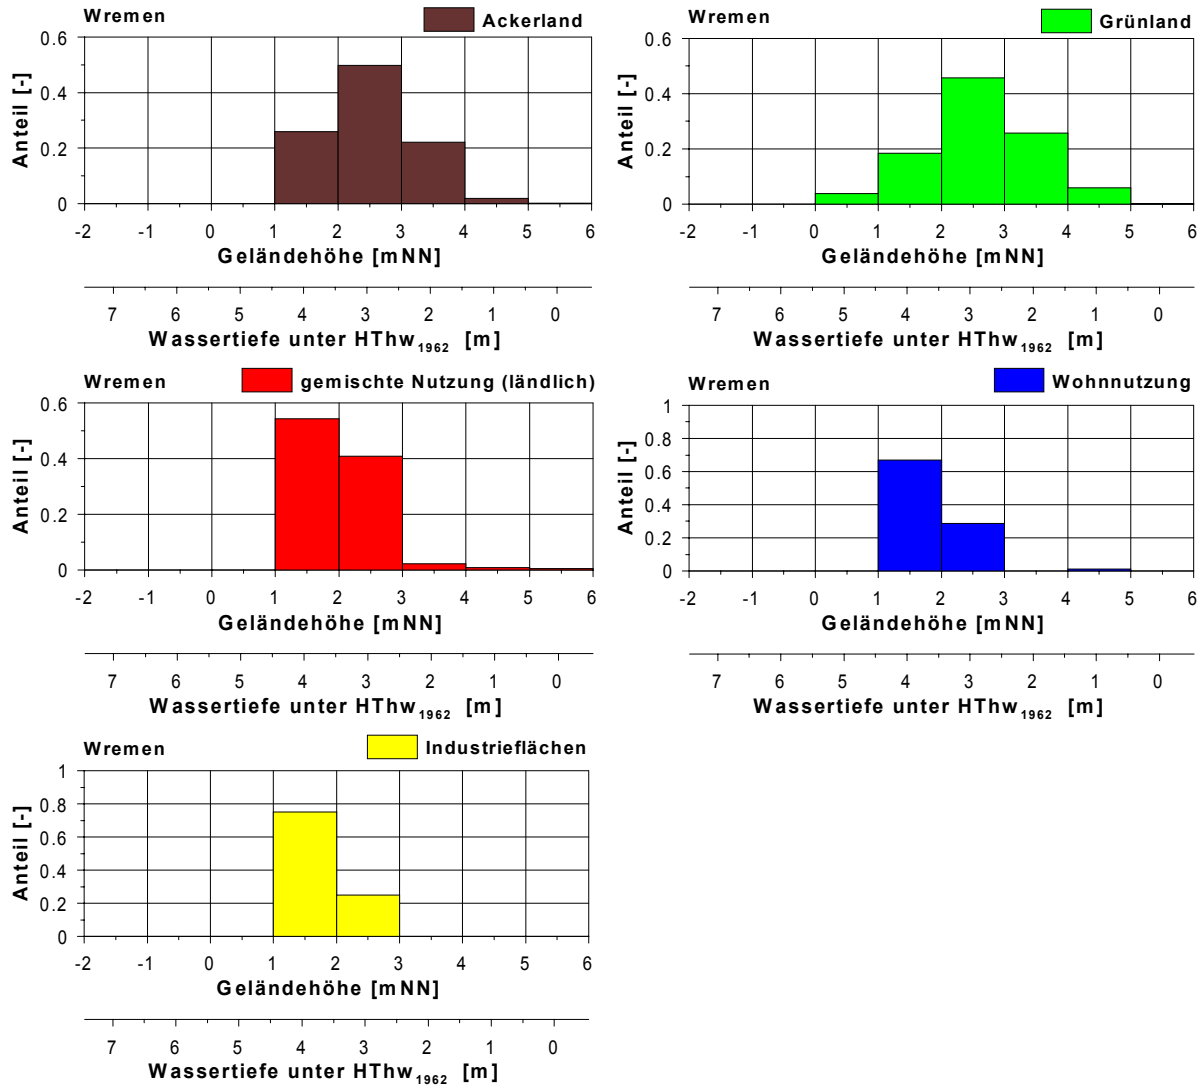 Wremen Ackerland
0.6
0.4
0.2
0
Anteil [-]
-2 -1 0 1 2 3 4 5 6
Geländehöhe [mNN]
7 6 5 4 3 2 1 0
Wassertiefe unter HThw1962 [m]
Wremen Grünland
0.6
0.4
0.2
0
Anteil [-]
-2 -1 0 1 2 3 4 5 6
Geländehöhe [mNN]
7 6 5 4 3 2 1 0
Wassertiefe unter HThw1962 [m]
Wremen gemischte Nutzung (ländlich)
0.6
0.4
0.2
0
Anteil [-]
-2 -1 0 1 2 3 4 5 6
Geländehöhe [mNN]
7 6 5 4 3 2 1 0
Wassertiefe unter HThw1962 [m]
Wremen Wohnnutzung
1
0.8
0.6
0.4
0.2
0
Anteil [-]
-2 -1 0 1 2 3 4 5 6
Geländehöhe [mNN]
7 6 5 4 3 2 1 0
Wassertiefe unter HThw1962 [m]
Wremen Industrieflächen
1
0.8
0.6
0.4
0.2
0
Anteil [-]
-2 -1 0 1 2 3 4 5 6
Geländehöhe [mNN]
7 6 5 4 3 2 1 0
Wassertiefe unter HThw1962 [m]